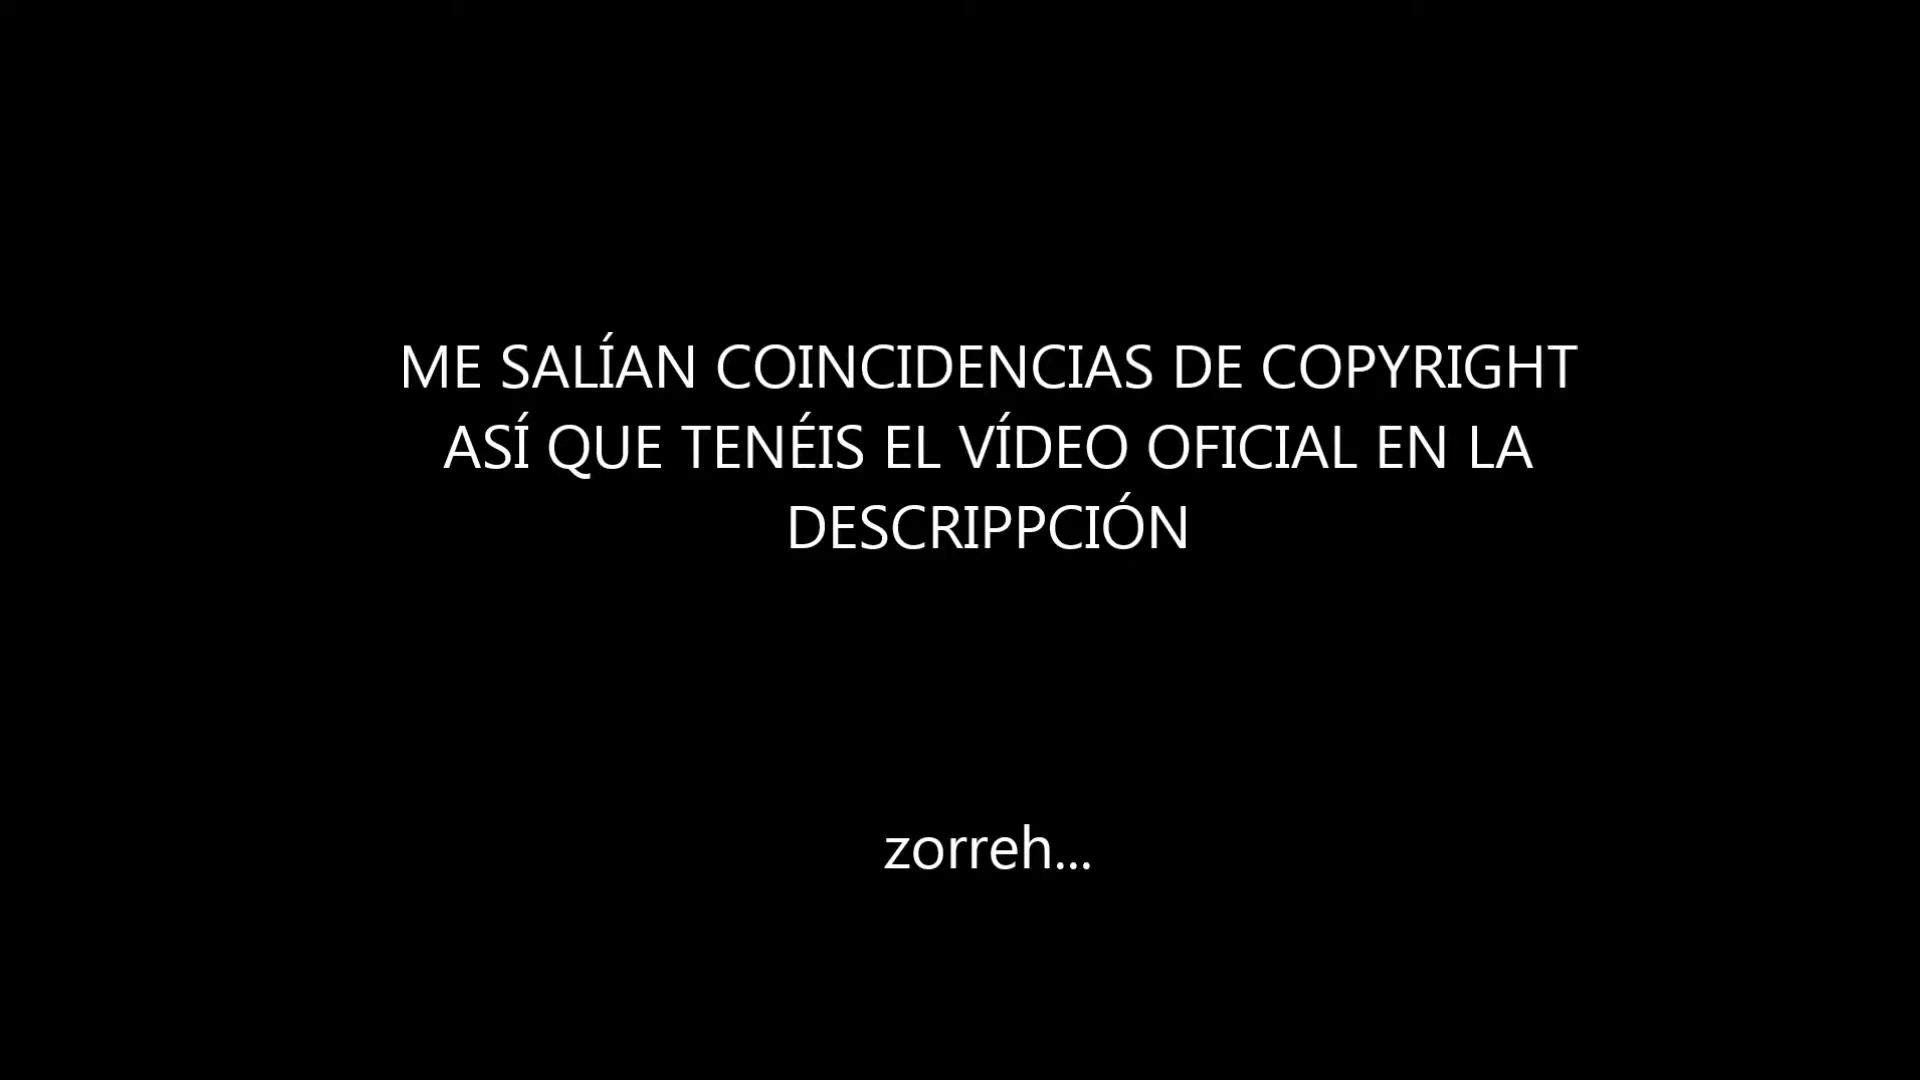 ME SALÍAN COINCIDENCIAS DE COPYRIGHT
ASÍ QUE TENÉIS EL VÍDEO OFICIAL EN LA
DESCRIPPCIÓN
zorreh...